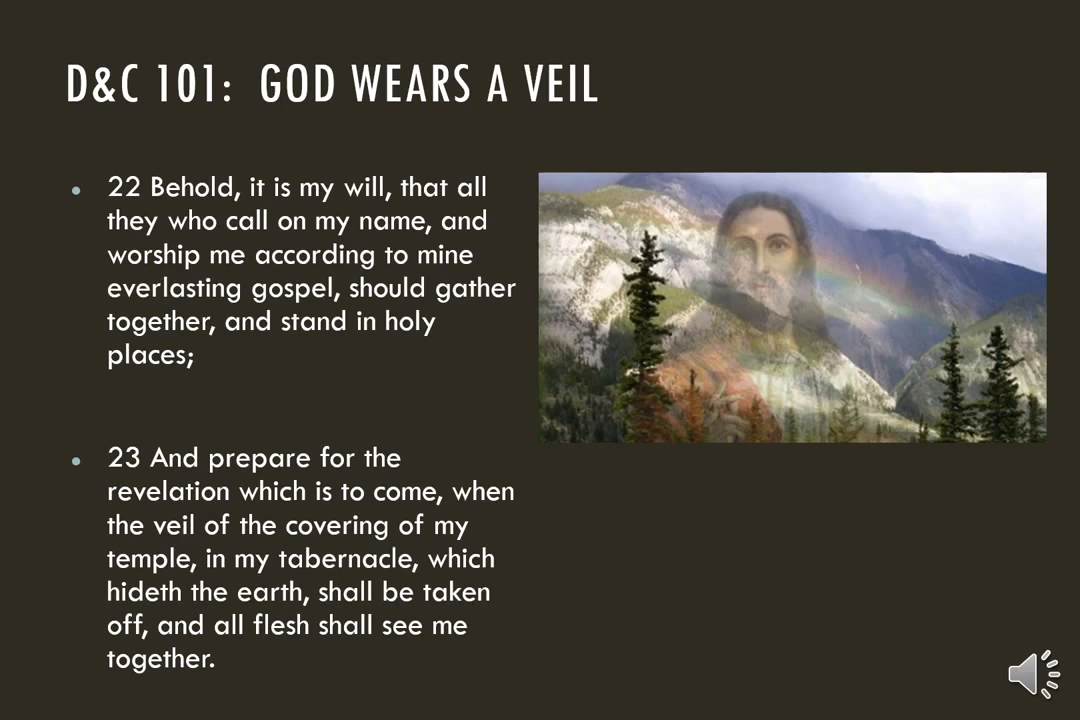 D&C 101:  GOD WEARS A VEIL
22 Behold, it is my will, that all
they who call on my name, and
worship me according to mine
everlasting gospel, should gather
together, and stand in holy
places;
23 And prepare for the
revelation which is to come, when
the veil of the covering of my
temple, in my tabernacle, which
hideth the earth, shall be taken
off, and all flesh shall see me
together.